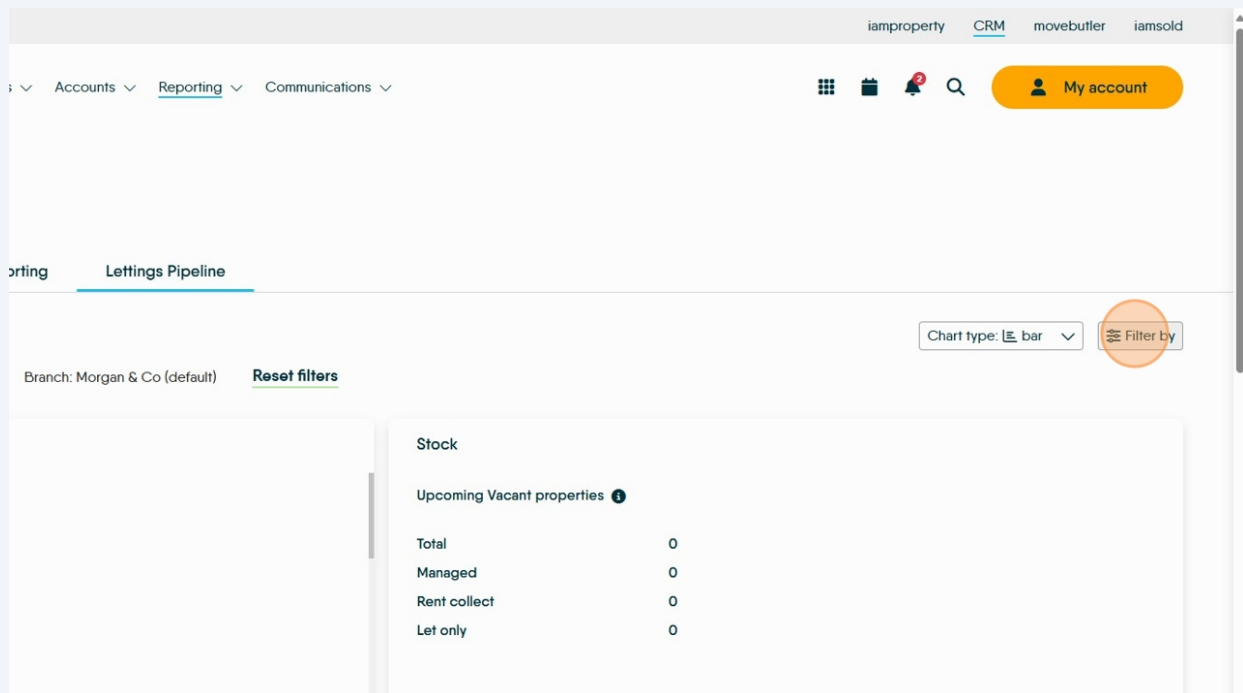 iamproperty CRM movebutler iamsold
Accounts Reporting Communications 2 My account
orting Lettings Pipeline
Chart type: bar Filter by
Branch: Morgan & Co (default) Reset filters
Stock
Upcoming Vacant properties
Total 0
Managed 0
Rent collect 0
Let only 0